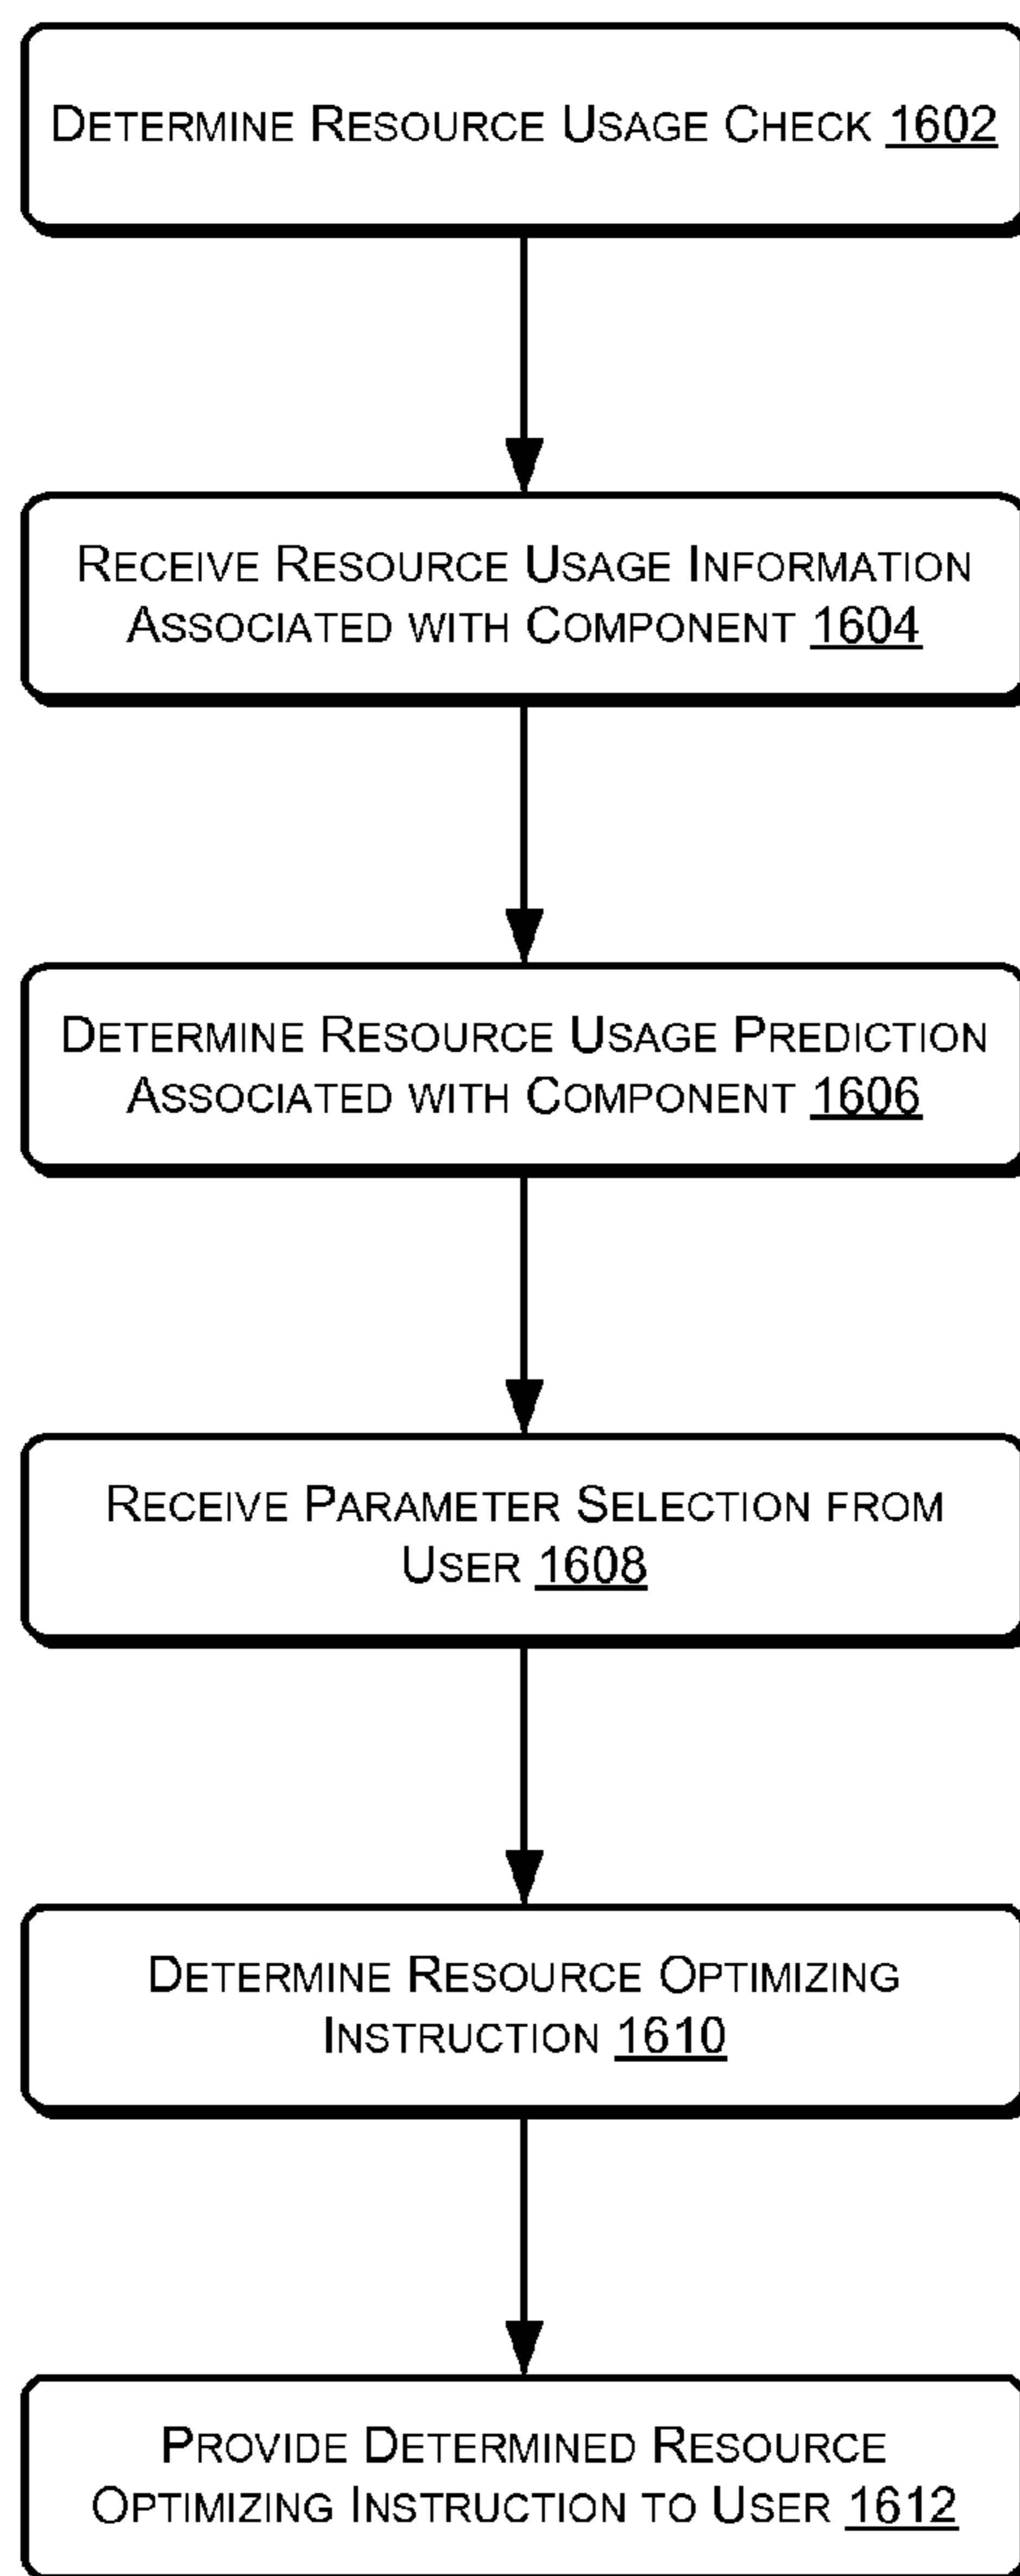 DETERMINE RESOURCE USAGE CHECK 1602
RECEIVE RESOURCE USAGE INFORMATION
ASSOCIATED WITH COMPONENT 1604
DETERMINE RESOURCE USAGE PREDICTION
ASSOCIATED WITH COMPONENT 1606
RECEIVE PARAMETER SELECTION FROM
USER 1608
DETERMINE RESOURCE OPTIMIZING
INSTRUCTION 1610
PROVIDE DETERMINED RESOURCE
OPTIMIZING INSTRUCTION TO USER 1612